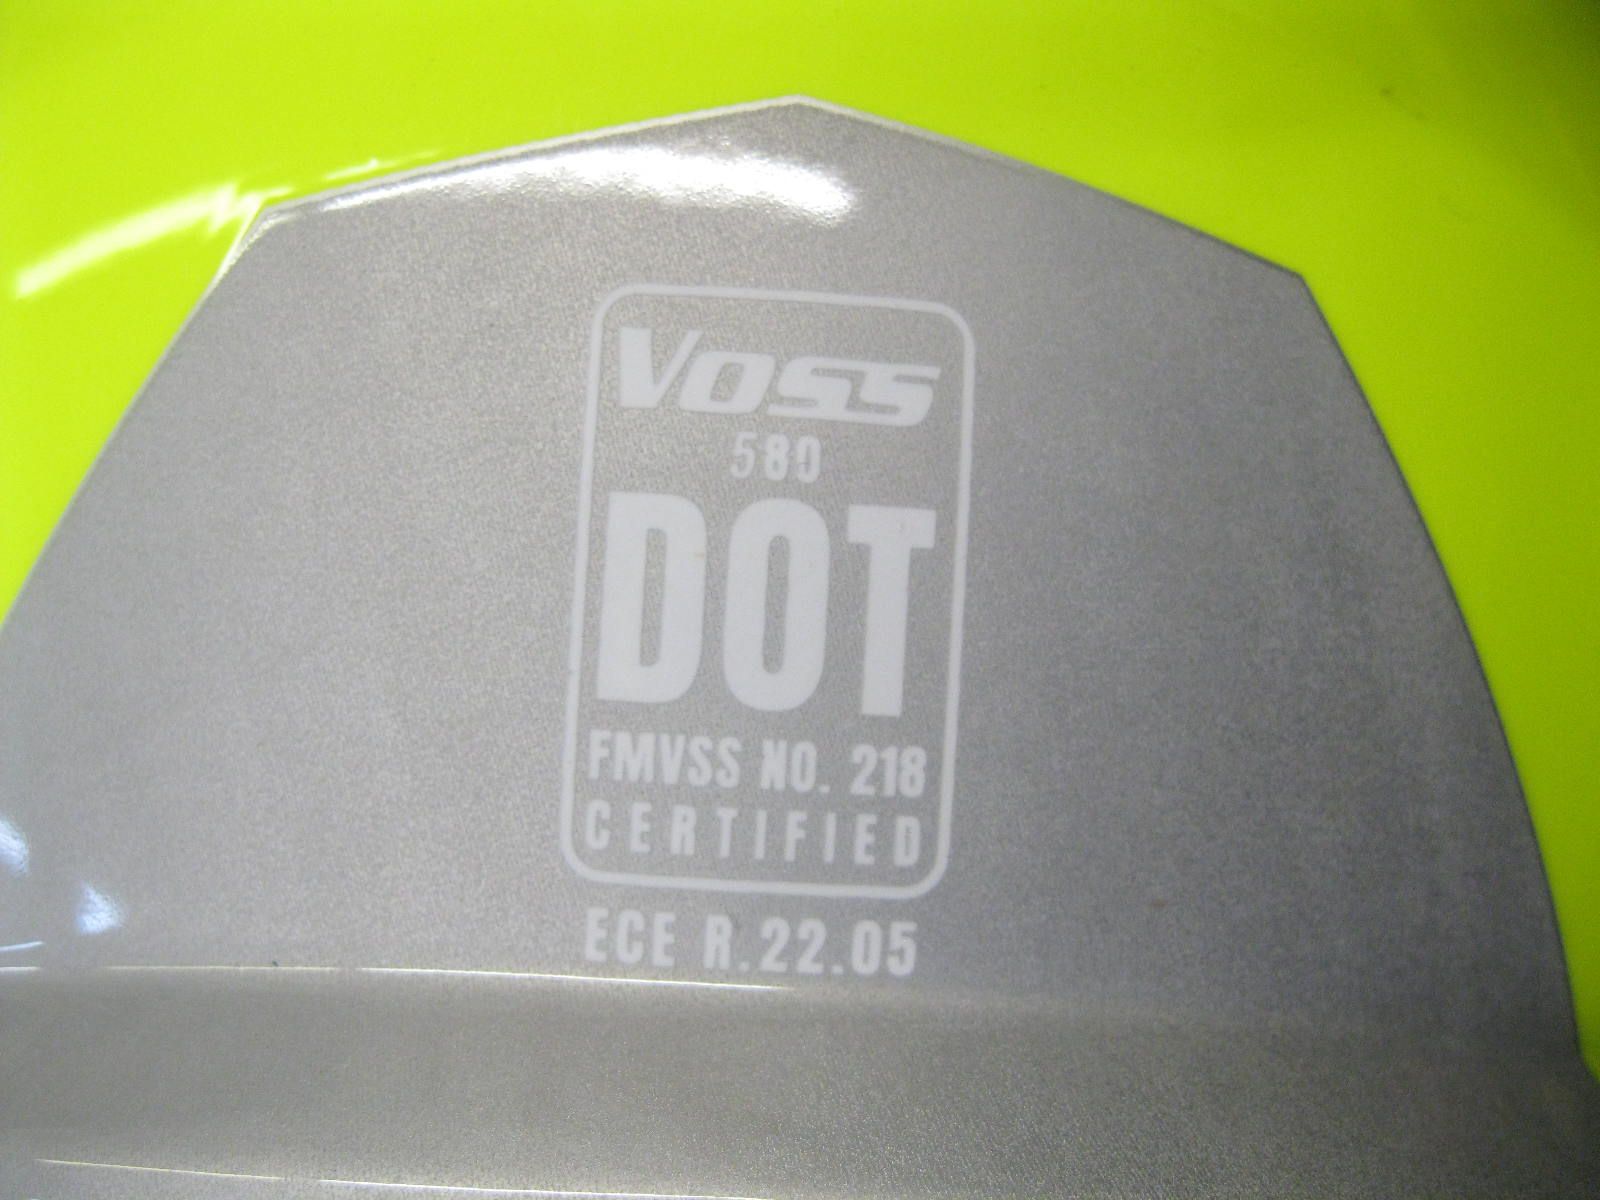 VOSS
580
DOT
FMVSS NO. 218
CERTIFIED
ECE R.22.05